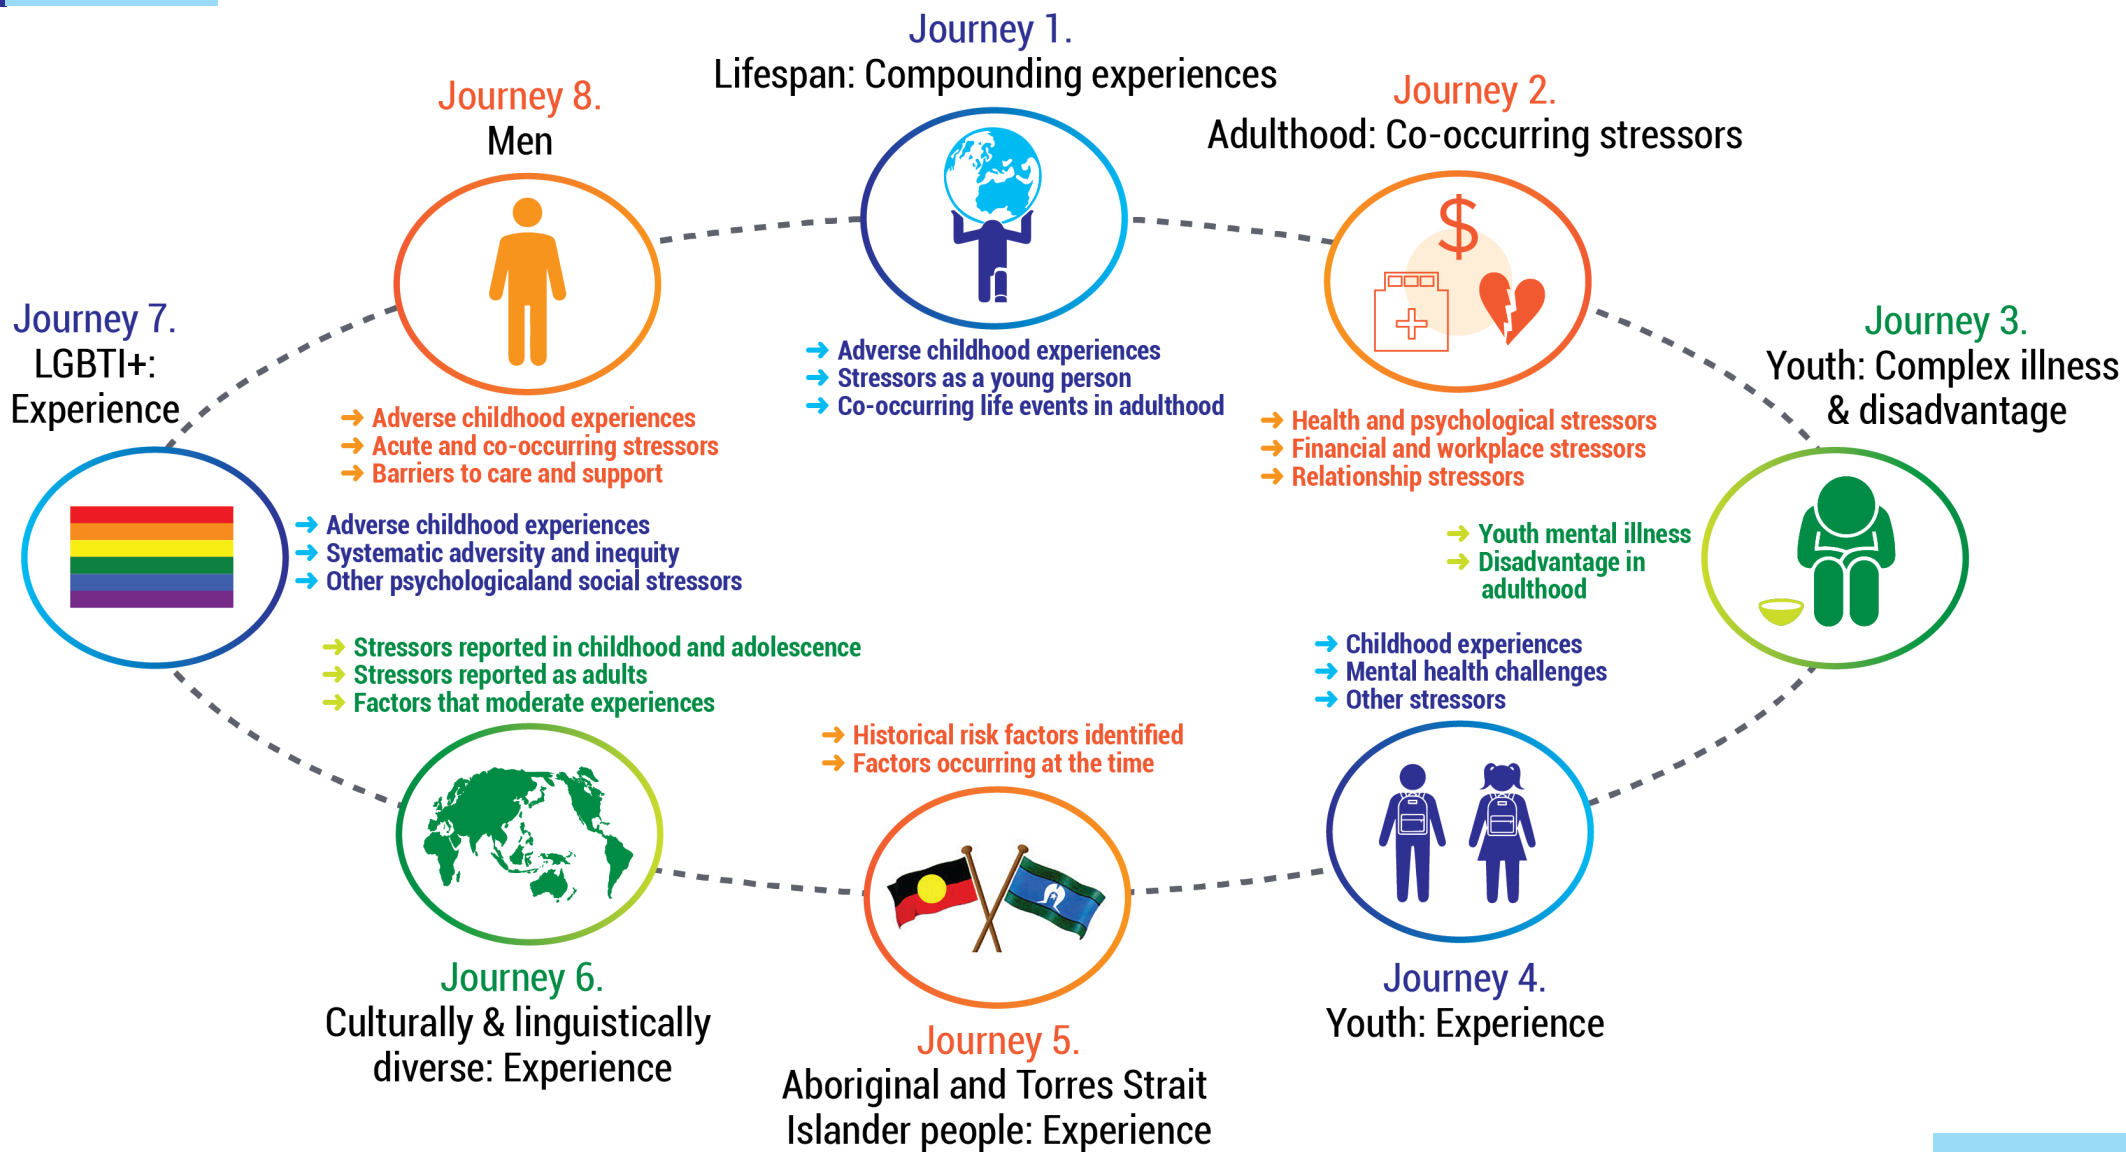 Journey 1.
Lifespan: Compounding experiences
➔ Adverse childhood experiences
➔ Stressors as a young person
➔ Co-occurring life events in adulthood
Journey 2.
Adulthood: Co-occurring stressors
➔ Health and psychological stressors
➔ Financial and workplace stressors
➔ Relationship stressors
Journey 3.
Youth: Complex illness
& disadvantage
➔ Youth mental illness
➔ Disadvantage in
adulthood
➔ Childhood experiences
➔ Mental health challenges
➔ Other stressors
Journey 4.
Youth: Experience
➔ Historical risk factors identified
➔ Factors occurring at the time
Journey 5.
Aboriginal and Torres Strait
Islander people: Experience
➔ Stressors reported in childhood and adolescence
➔ Stressors reported as adults
➔ Factors that moderate experiences
Journey 6.
Culturally & linguistically
diverse: Experience
Journey 7.
LGBTI+:
Experience
➔ Adverse childhood experiences
➔ Systematic adversity and inequity
➔ Other psychologicaland social stressors
Journey 8.
Men
➔ Adverse childhood experiences
➔ Acute and co-occurring stressors
➔ Barriers to care and support
$